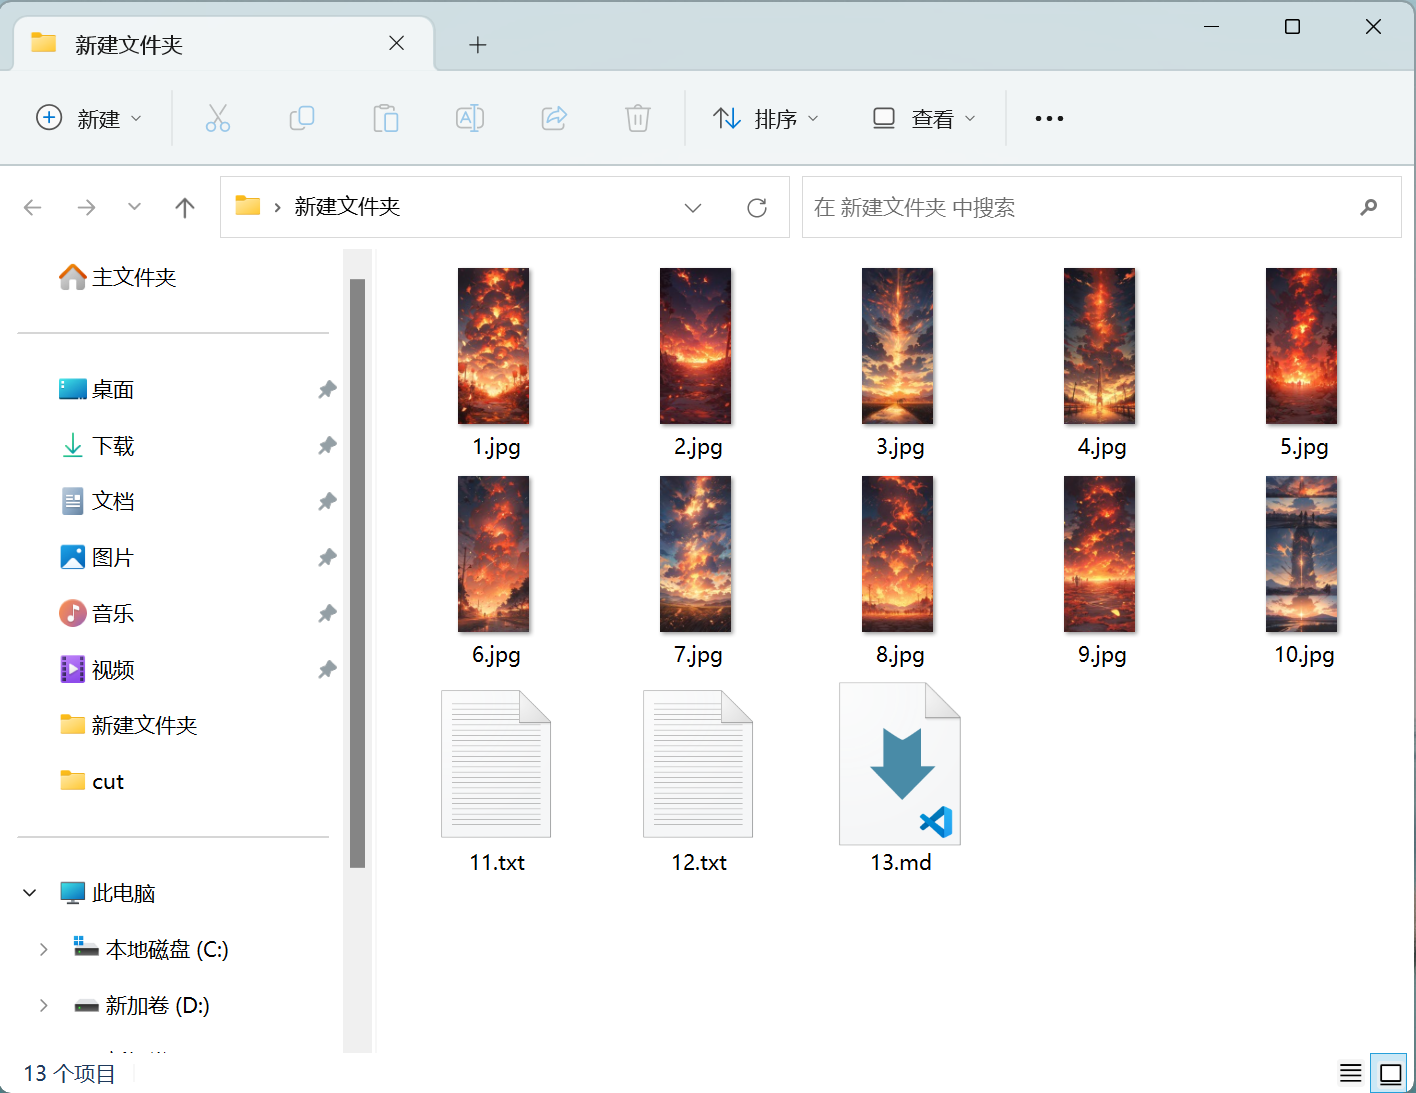 新建文件夹
新建
排序
查看
新建文件夹
在 新建文件夹 中搜索
主文件夹
桌面
下载
文档
图片
音乐
视频
新建文件夹
cut
此电脑
本地磁盘 (C:)
新加卷 (D:)
1.jpg
2.jpg
3.jpg
4.jpg
5.jpg
6.jpg
7.jpg
8.jpg
9.jpg
10.jpg
11.txt
12.txt
13.md
13 个项目